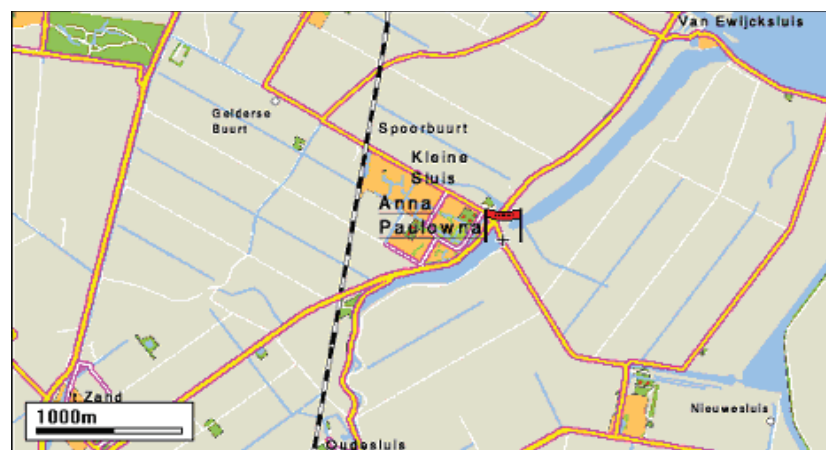 Van Ewijcksluis
Gelderse
Buurt
Spoorbuurt
Kleine
Sluis
Anna
Paulowna
't Zand
1000m
Nieuwesluis
Oudesluis